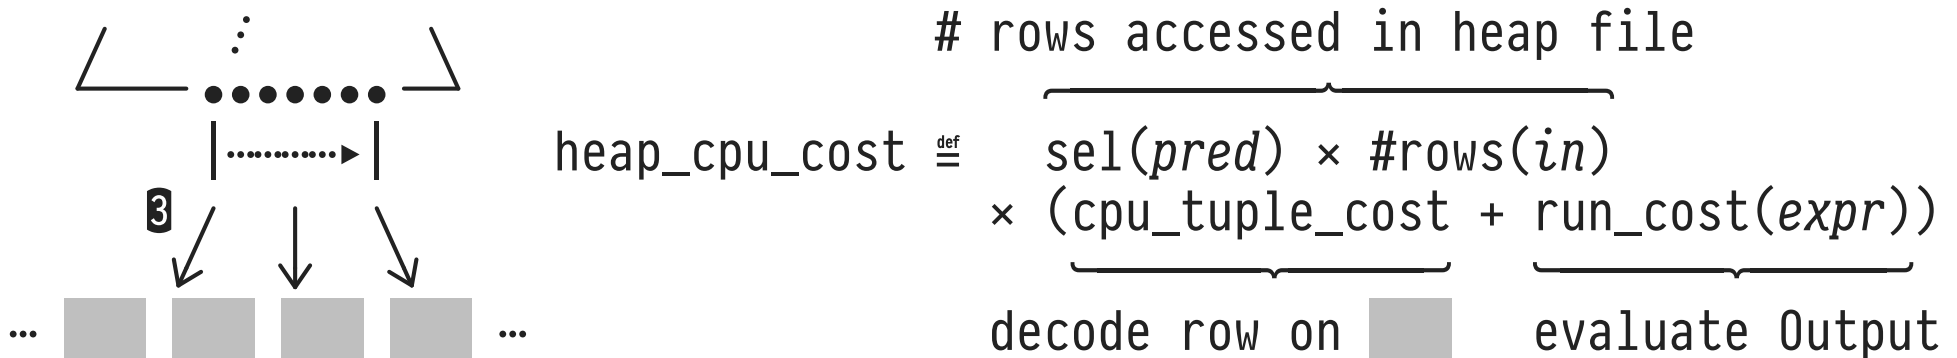 # rows accessed in heap file
heap_cpu_cost ≝ sel(pred) × #rows(in)
× (cpu_tuple_cost + run_cost(expr))
3
decode row on evaluate Output
... ...